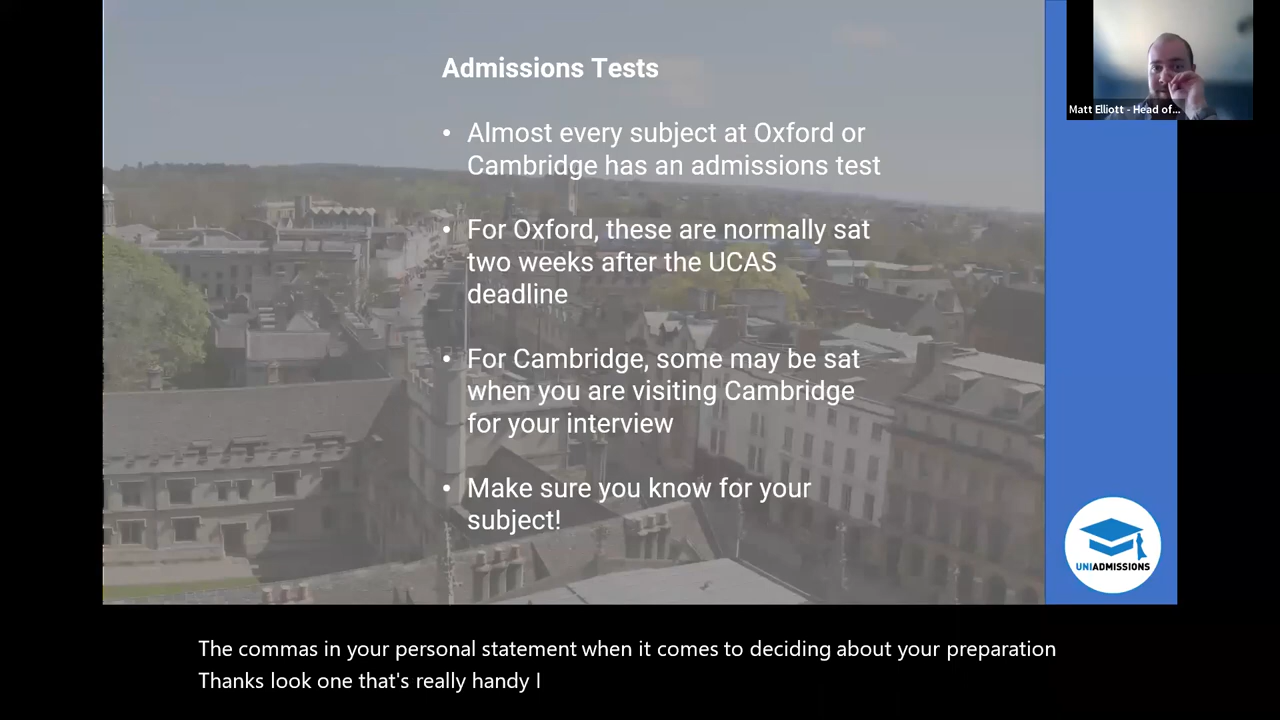 Admissions Tests
• Almost every subject at Oxford or
Cambridge has an admissions test
• For Oxford, these are normally sat
two weeks after the UCAS
deadline
• For Cambridge, some may be sat
when you are visiting Cambridge
for your interview
• Make sure you know for your
subject!
Matt Elliott - Head of...
UNIADMISSIONS
The commas in your personal statement when it comes to deciding about your preparation
Thanks look one that's really handy I